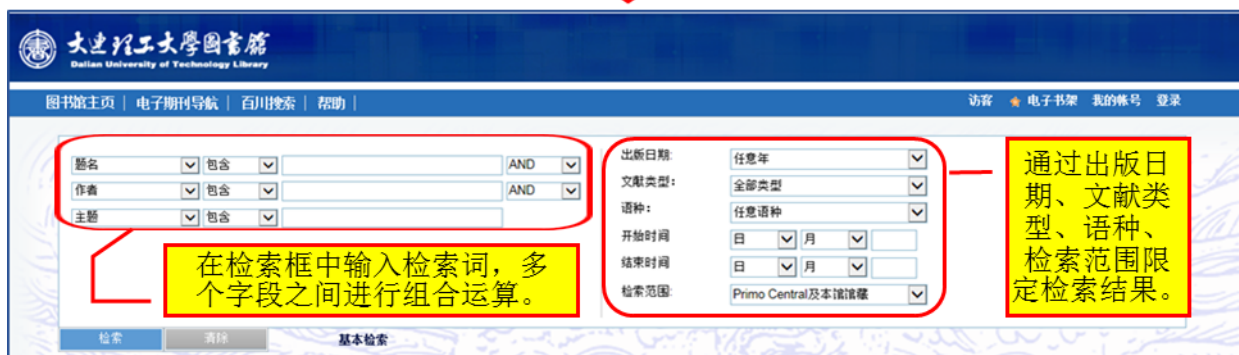 大连理工大學图书館
Dalian University of Technology Library
图书馆主页 | 电子期刊导航 | 百川搜索 | 帮助 |
访客 电子书架 我的帐号 登录
题名 包含 AND
作者 包含 AND
主题 包含
出版日期: 任意年
文献类型: 全部类型
语种: 任意语种
开始时间 日 月
结束时间 日 月
检索范围: Primo Central及本馆馆藏
在检索框中输入检索词，多
个字段之间进行组合运算。
通过出版日
期、文献类
型、语种、
检索范围限
定检索结果。
检索 清除 基本检索